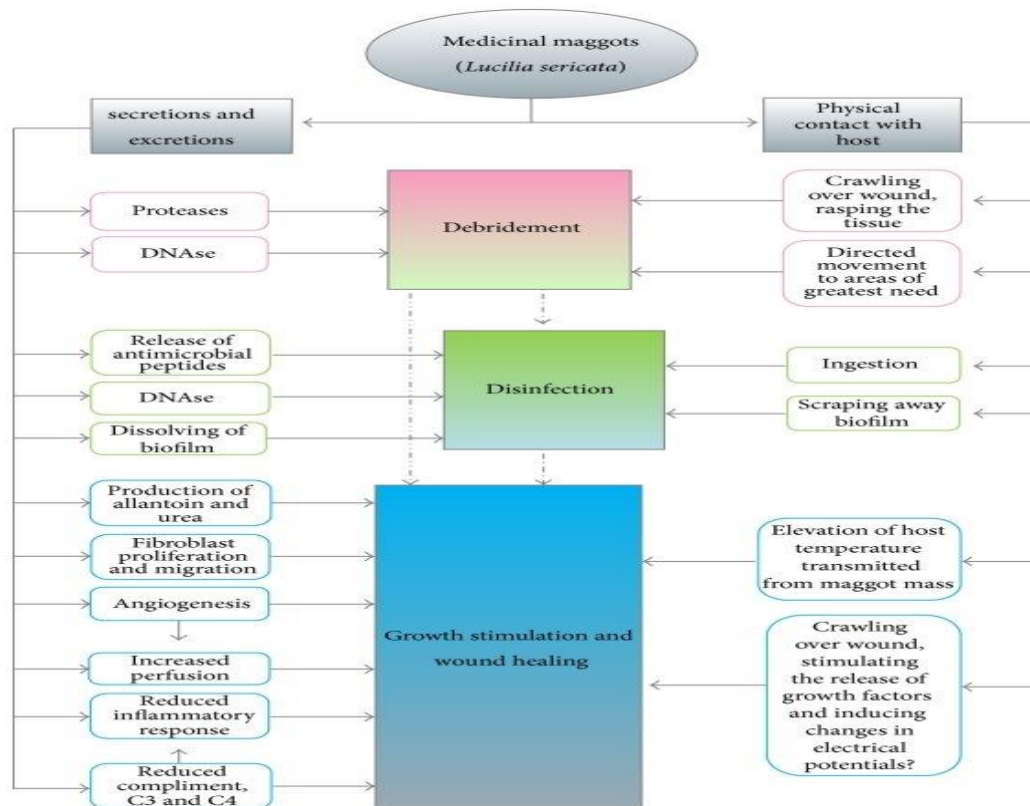 Medicinal maggots
(Lucilia sericata)
secretions and
excretions
Physical
contact with
host
Proteases
DNAse
Debridement
Crawling
over wound,
rasping the
tissue
Directed
movement
to areas of
greatest need
Release of
antimicrobial
peptides
DNAse
Dissolving of
biofilm
Disinfection
Ingestion
Scraping away
biofilm
Production of
allantoin and
urea
Fibroblast
proliferation
and migration
Angiogenesis
Increased
perfusion
Reduced
inflammatory
response
Reduced
compliment,
C3 and C4
Growth stimulation and
wound healing
Elevation of host
temperature
transmitted
from maggot mass
Crawling
over wound,
stimulating
the release of
growth factors
and inducing
changes in
electrical
potentials?